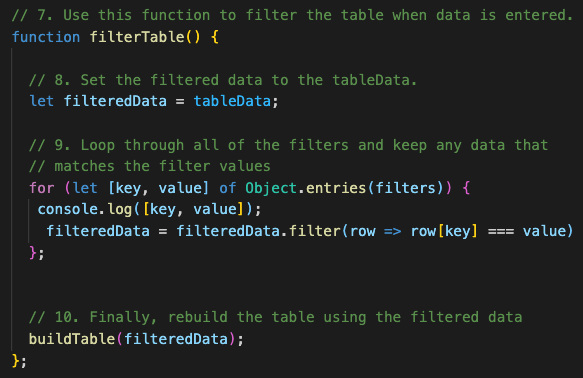 // 7. Use this function to filter the table when data is entered.
function filterTable() {
// 8. Set the filtered data to the tableData.
let filteredData = tableData;
// 9. Loop through all of the filters and keep any data that
// matches the filter values
for (let [key, value] of Object.entries(filters)) {
console.log([key, value]);
filteredData = filteredData.filter(row => row[key] === value)
};
// 10. Finally, rebuild the table using the filtered data
buildTable(filteredData);
};